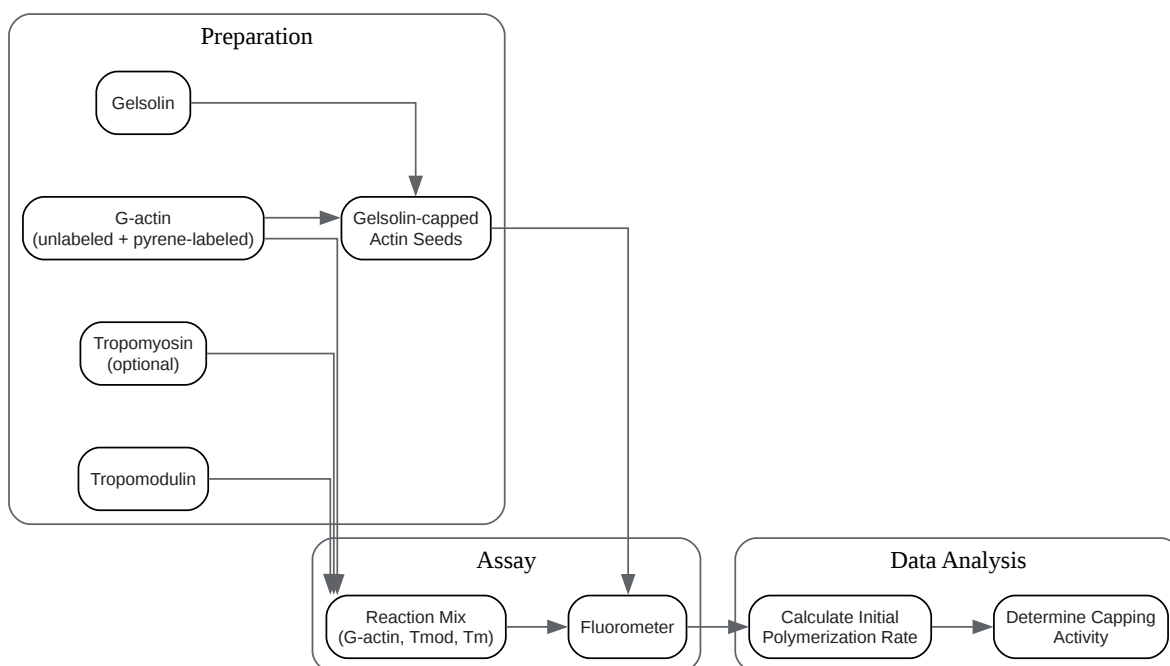 Preparation
Gelsolin
G-actin
(unlabeled + pyrene-labeled)
Gelsolin-capped
Actin Seeds
Tropomyosin
(optional)
Tropomodulin
Assay
Reaction Mix
(G-actin, Tmod, Tm)
Fluorometer
Data Analysis
Calculate Initial
Polymerization Rate
Determine Capping
Activity